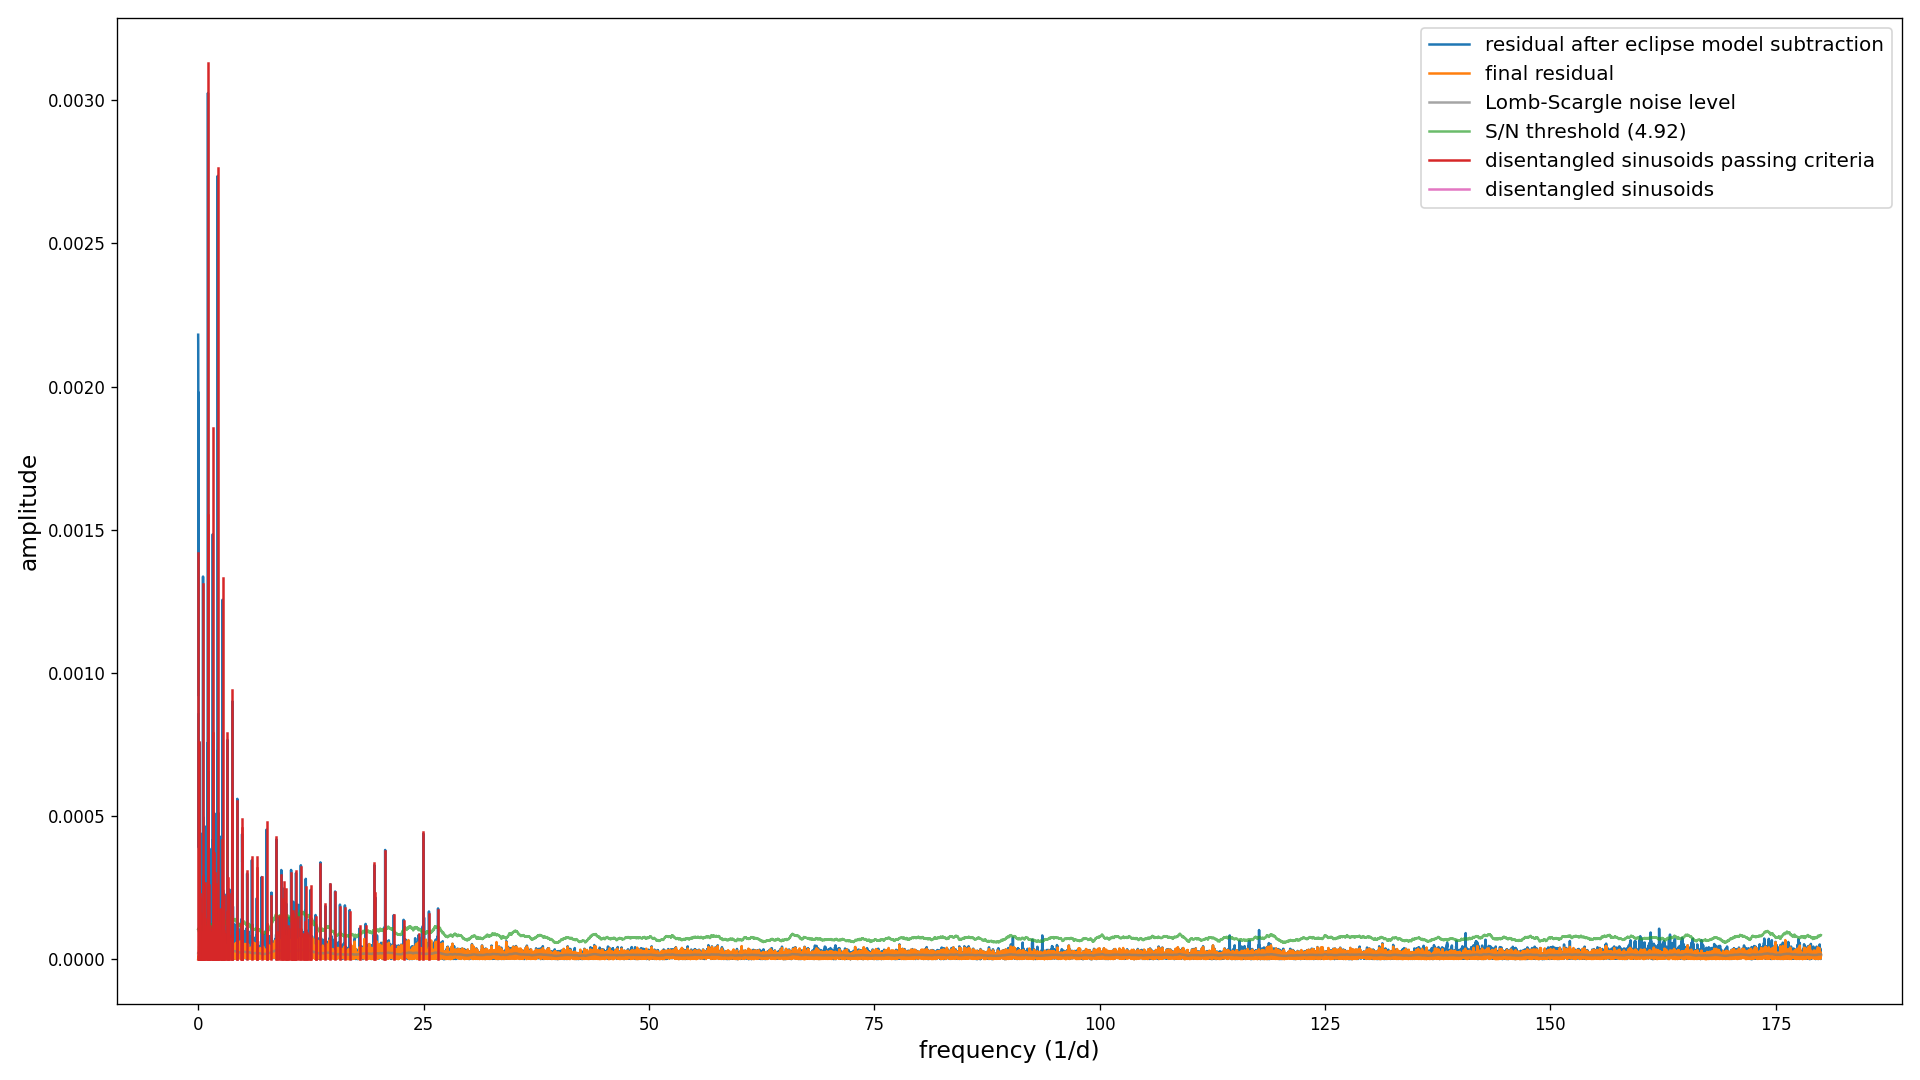 residual after eclipse model subtraction
final residual
Lomb-Scargle noise level
S/N threshold (4.92)
disentangled sinusoids passing criteria
disentangled sinusoids
0.0030
0.0025
0.0020
0.0015
0.0010
0.0005
0.0000
amplitude
0 25 50 75 100 125 150 175
frequency (1/d)